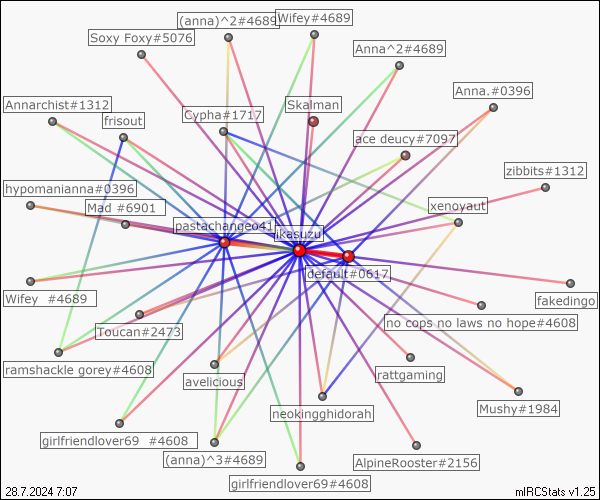 (anna)^2#4689
Wifey#4689
Soxy Foxy#5076
Anna^2#4689
Anna.#0396
Annarchist#1312
Cypha#1717
Skalman
frisout
ace deucy#7097
zibbits#1312
hypomanianna#0396
Mad #6901
xenoyaut
pastachangeo41
ikasuzu
default#0617
Wifey  #4689
fakedingo
Toucan#2473
no cops no laws no hope#4608
ramshackle gorey#4608
avelicious
rattgaming
neokingghidorah
Mushy#1984
girlfriendlover69  #4608
(anna)^3#4689
AlpineRooster#2156
girlfriendlover69#4608
28.7.2024 7:07
mIRCStats v1.25